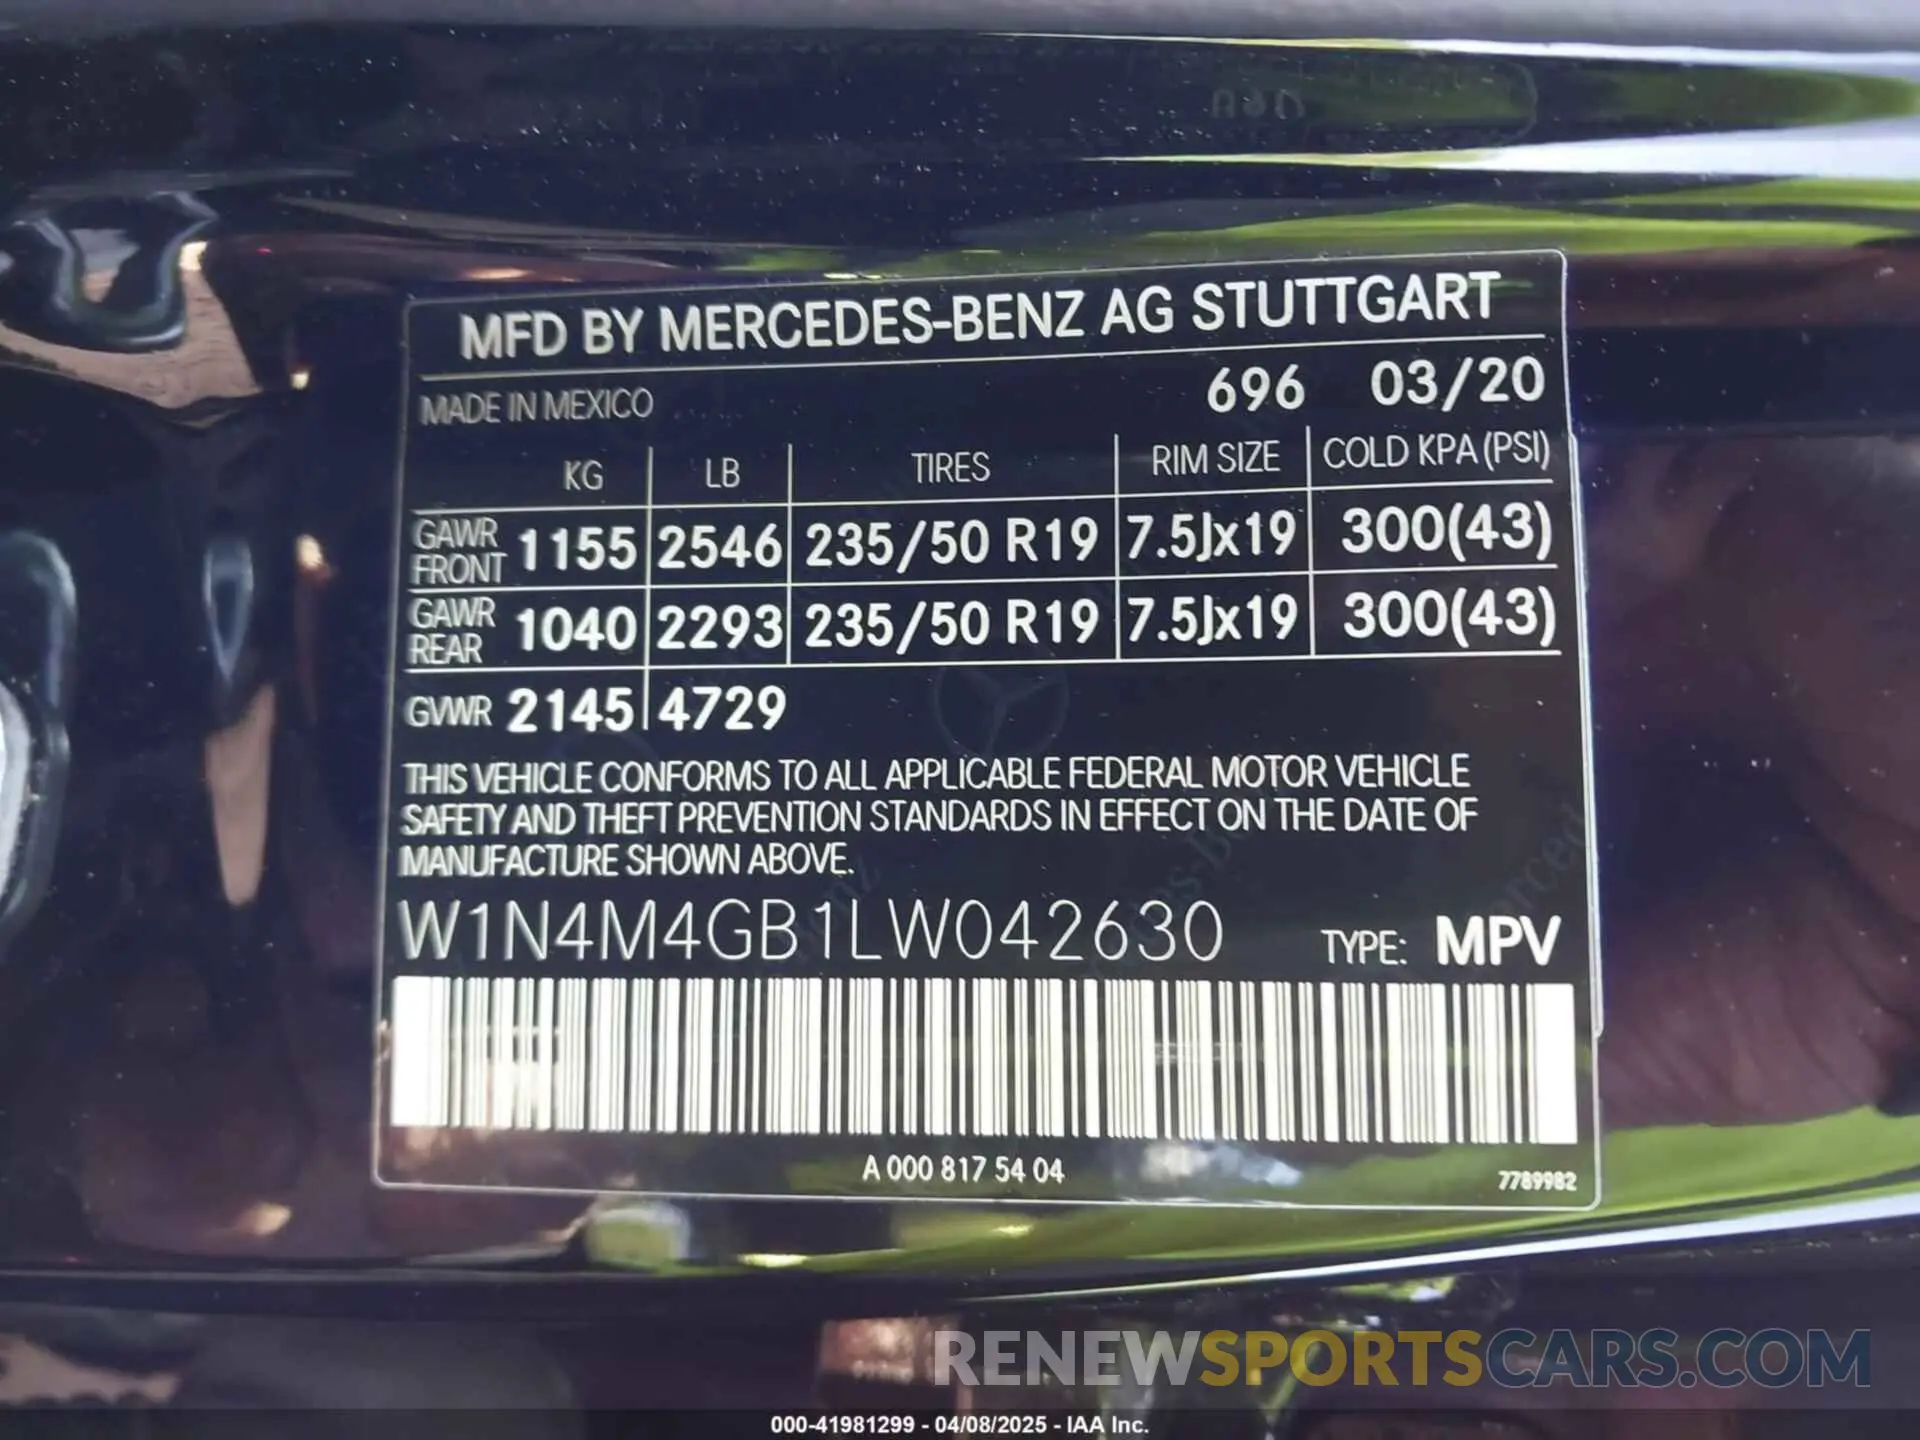 MFD BY MERCEDES-BENZ AG STUTTGART
MADE IN MEXICO 696 03/20
KG LB TIRES RIM SIZE COLD KPA (PSI)
GAWR FRONT 1155 2546 235/50 R19 7.5Jx19 300(43)
GAWR REAR 1040 2293 235/50 R19 7.5Jx19 300(43)
GVWR 2145 4729
THIS VEHICLE CONFORMS TO ALL APPLICABLE FEDERAL MOTOR VEHICLE
SAFETY AND THEFT PREVENTION STANDARDS IN EFFECT ON THE DATE OF
MANUFACTURE SHOWN ABOVE.
W1N4M4GB1LW042630 TYPE: MPV
A 000 817 54 04 7789982
RENEWSPORTSCARS.COM
000-41981299 - 04/08/2025 - IAA Inc.